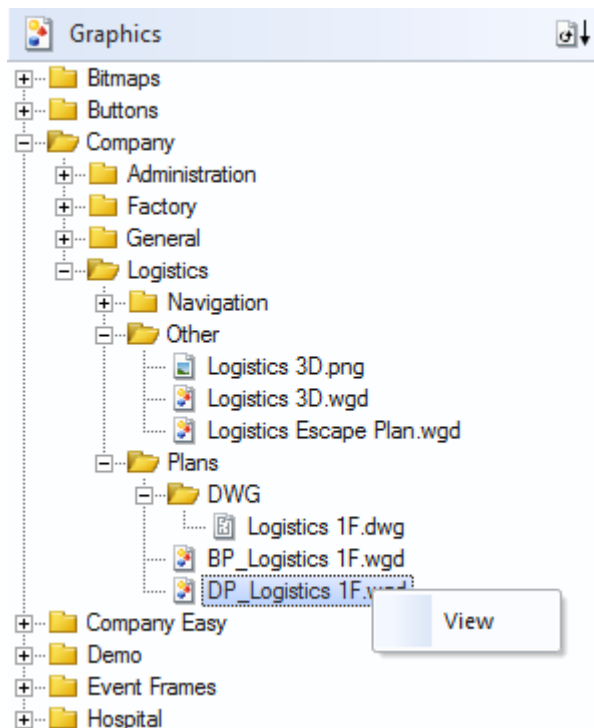 Graphics
Bitmaps
Buttons
Company
Administration
Factory
General
Logistics
Navigation
Other
Logistics 3D.png
Logistics 3D.wgd
Logistics Escape Plan.wgd
Plans
DWG
Logistics 1F.dwg
BP_Logistics 1F.wgd
DP_Logistics 1F.wgd
View
Company Easy
Demo
Event Frames
Hospital